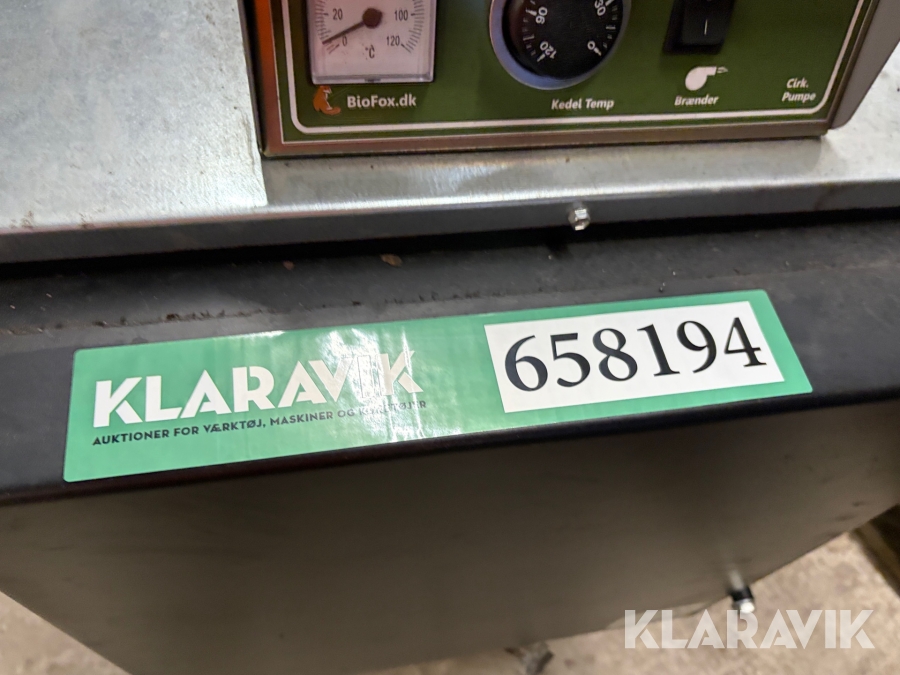 20 100
0 °C 120
BioFox.dk
120 90 30 0
Kedel Temp
Brænder
Cirk.
Pumpe
KLARAVIK
AUKTIONER FOR VÆRKTØJ, MASKINER OG KØRETØJER
658194
KLARAVIK